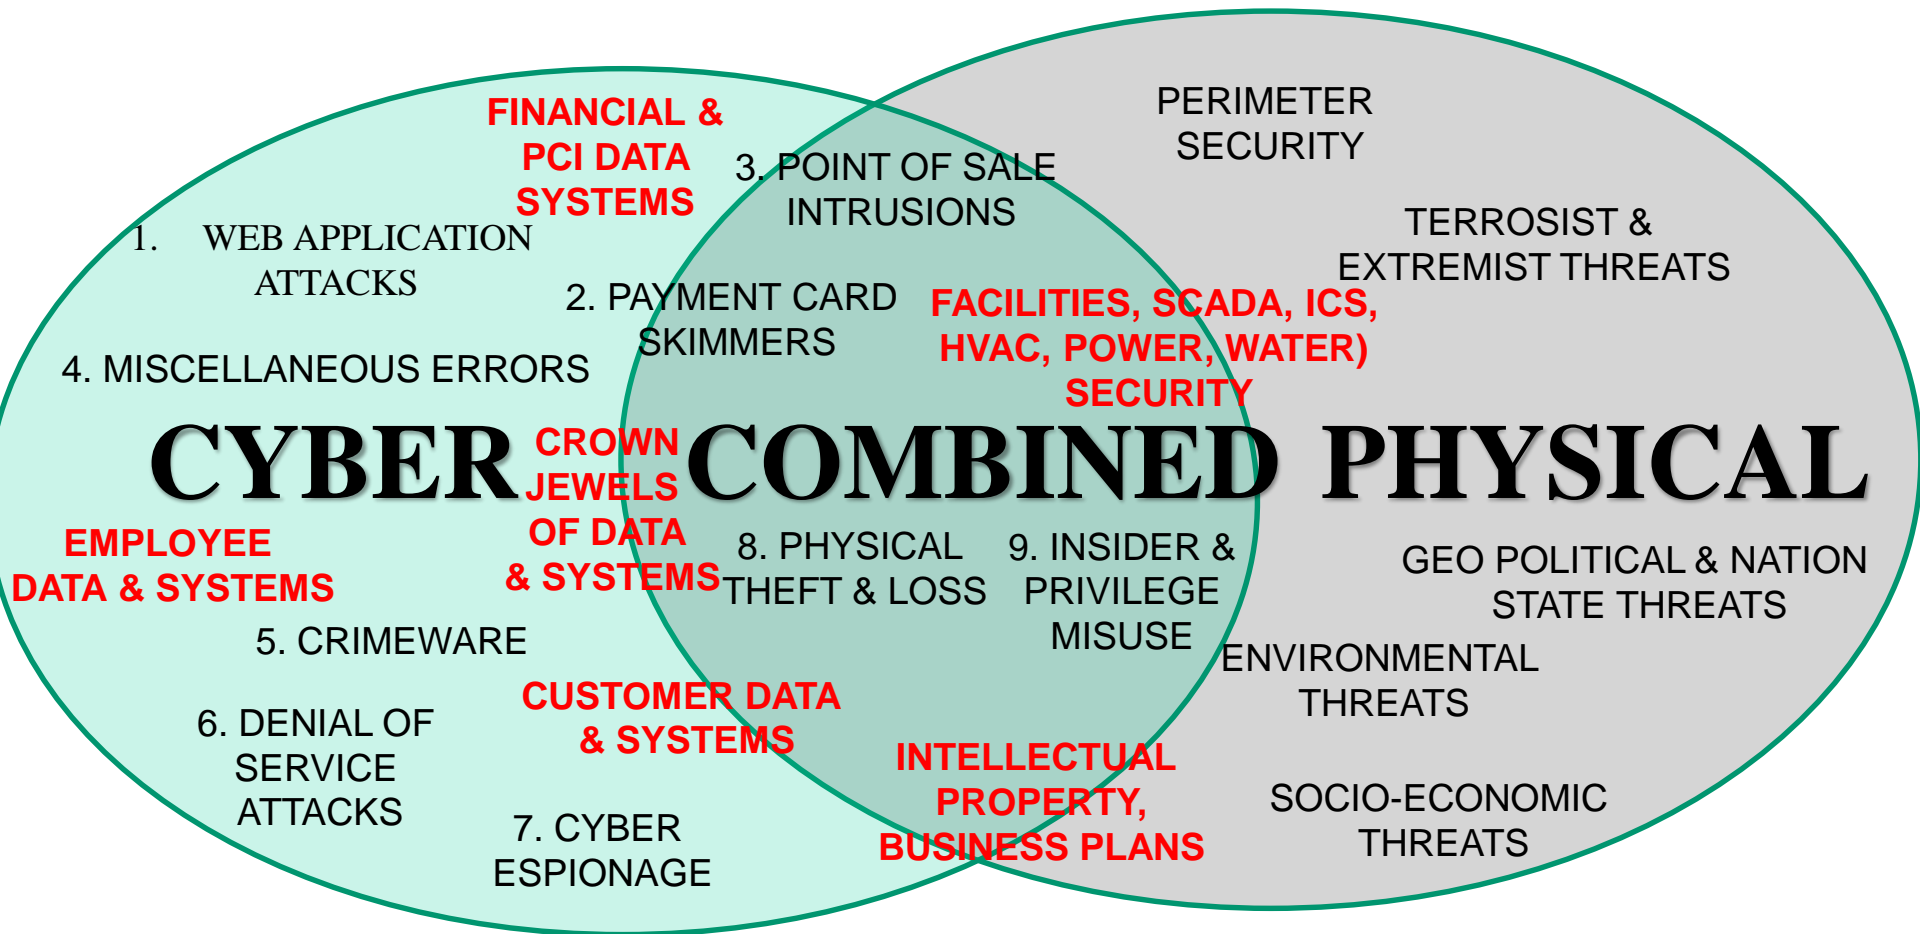 FINANCIAL &
PCI DATA
SYSTEMS
PERIMETER
SECURITY
3. POINT OF SALE
INTRUSIONS
1. WEB APPLICATION
ATTACKS
TERROSIST &
EXTREMIST THREATS
2. PAYMENT CARD
SKIMMERS
FACILITIES, SCADA, ICS,
HVAC, POWER, WATER)
SECURITY
4. MISCELLANEOUS ERRORS
CYBER
CROWN
JEWELS
OF DATA
& SYSTEMS
COMBINED
PHYSICAL
EMPLOYEE
DATA & SYSTEMS
8. PHYSICAL
THEFT & LOSS
9. INSIDER &
PRIVILEGE
MISUSE
GEO POLITICAL & NATION
STATE THREATS
5. CRIMEWARE
ENVIRONMENTAL
THREATS
CUSTOMER DATA
& SYSTEMS
6. DENIAL OF
SERVICE
ATTACKS
INTELLECTUAL
PROPERTY,
BUSINESS PLANS
SOCIO-ECONOMIC
THREATS
7. CYBER
ESPIONAGE